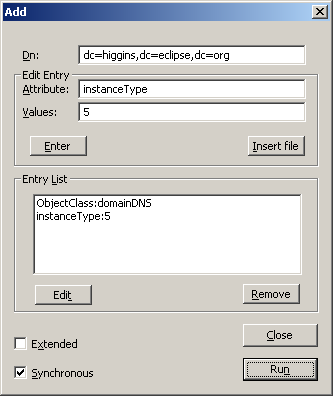 Add
Dn: dc=higgins,dc=eclipse,dc=org
Edit Entry
Attribute: instanceType
Values: 5
Enter Insert file
Entry List
ObjectClass:domainDNS
instanceType:5
Edit Remove
Close
Extended
Run
Synchronous